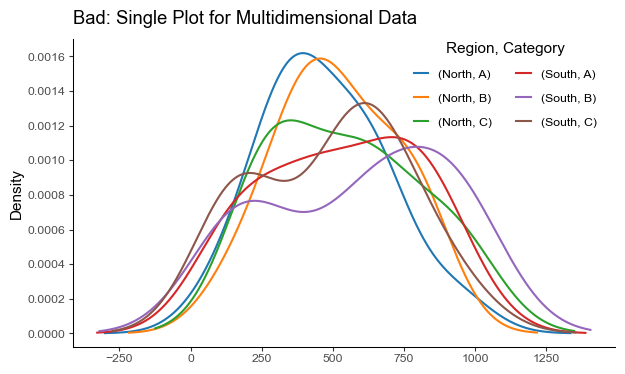 Bad: Single Plot for Multidimensional Data
Region, Category
(North, A) (South, A)
(North, B) (South, B)
(North, C) (South, C)
Density
0.0016
0.0014
0.0012
0.0010
0.0008
0.0006
0.0004
0.0002
0.0000
−250 0 250 500 750 1000 1250